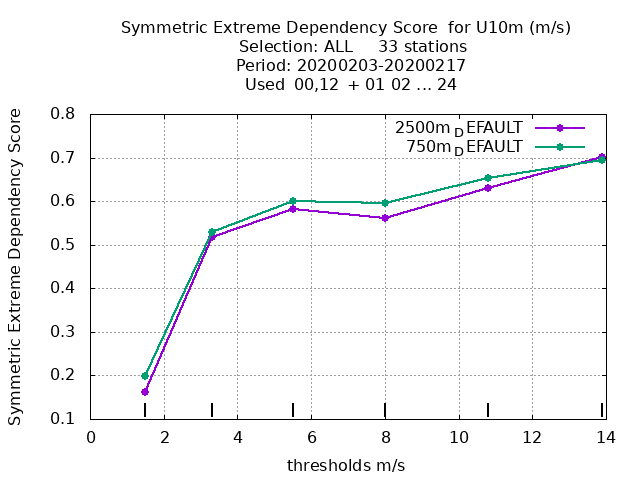 Symmetric Extreme Dependency Score for U10m (m/s)
Selection: ALL 33 stations
Period: 20200203-20200217
Used 00,12 + 01 02 ... 24
Symmetric Extreme Dependency Score
0.8
0.7
0.6
0.5
0.4
0.3
0.2
0.1
2500m_DEFAULT
750m_DEFAULT
0 2 4 6 8 10 12 14
thresholds m/s